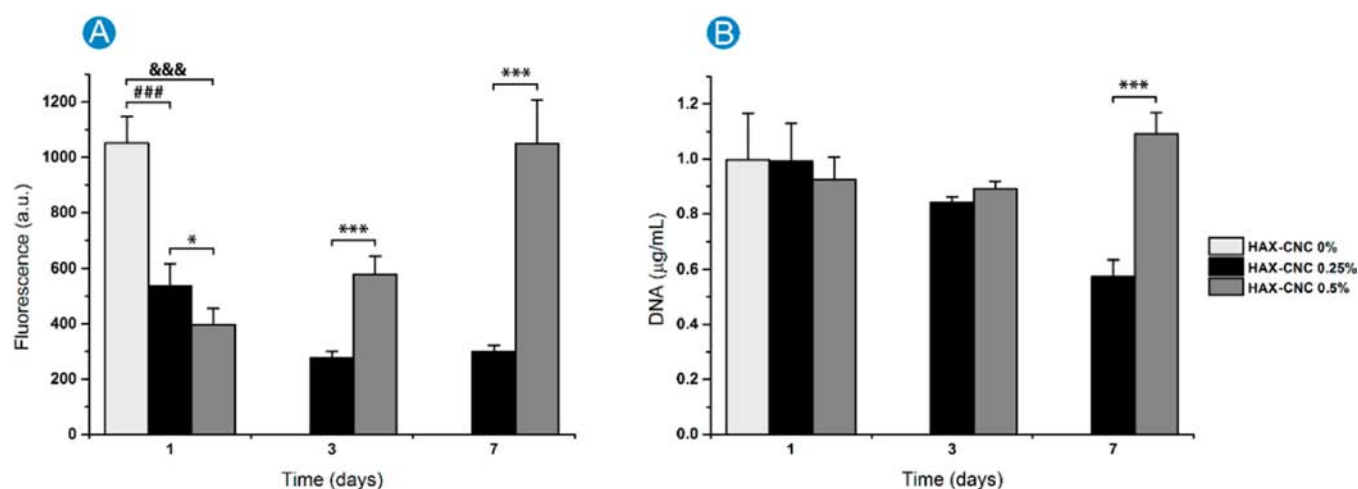 A
Fluorescence (a.u.)
1200
1000
800
600
400
200
0
&&&
###
*
***
***
1
3
7
Time (days)
B
DNA (µg/mL)
1.2
1.0
0.8
0.6
0.4
0.2
0.0
***
1
3
7
Time (days)
HAX-CNC 0%
HAX-CNC 0.25%
HAX-CNC 0.5%